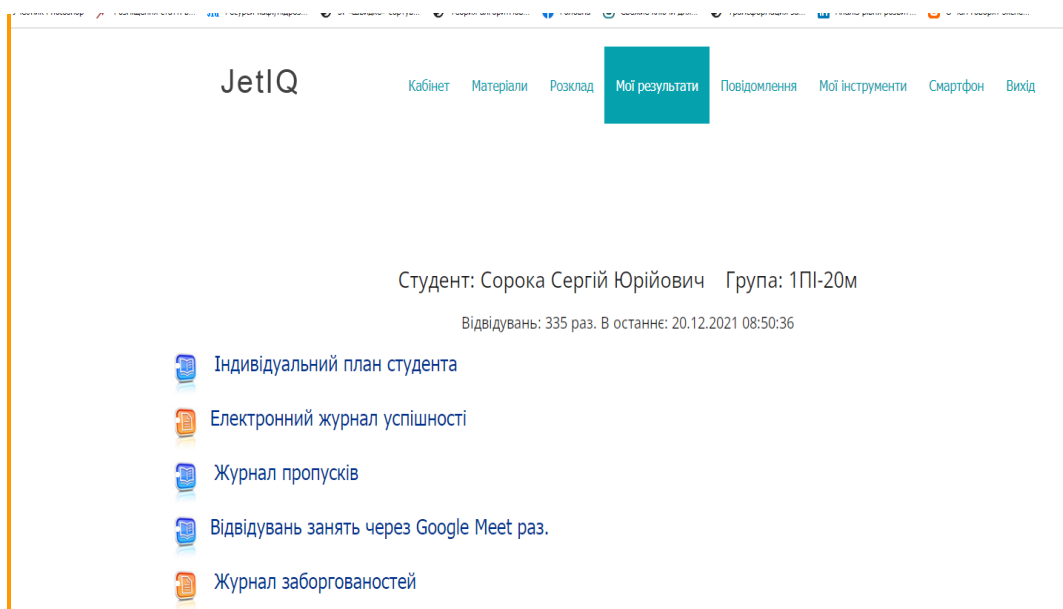 JetIQ
Кабінет Матеріали Розклад Мої результати Повідомлення Мої інструменти Смартфон Вихід
Студент: Сорока Сергій Юрійович Група: 1ПІ-20м
Відвідувань: 335 раз. В останнє: 20.12.2021 08:50:36
Індивідуальний план студента
Електронний журнал успішності
Журнал пропусків
Відвідувань занять через Google Meet раз.
Журнал заборгованостей